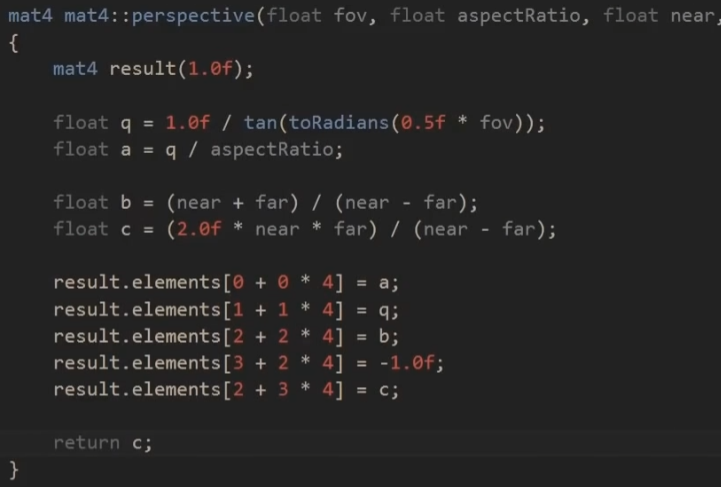 mat4 mat4::perspective(float fov, float aspectRatio, float near,
{
mat4 result(1.0f);
float q = 1.0f / tan(toRadians(0.5f * fov));
float a = q / aspectRatio;
float b = (near + far) / (near - far);
float c = (2.0f * near * far) / (near - far);
result.elements[0 + 0 * 4] = a;
result.elements[1 + 1 * 4] = q;
result.elements[2 + 2 * 4] = b;
result.elements[3 + 2 * 4] = -1.0f;
result.elements[2 + 3 * 4] = c;
return c;
}